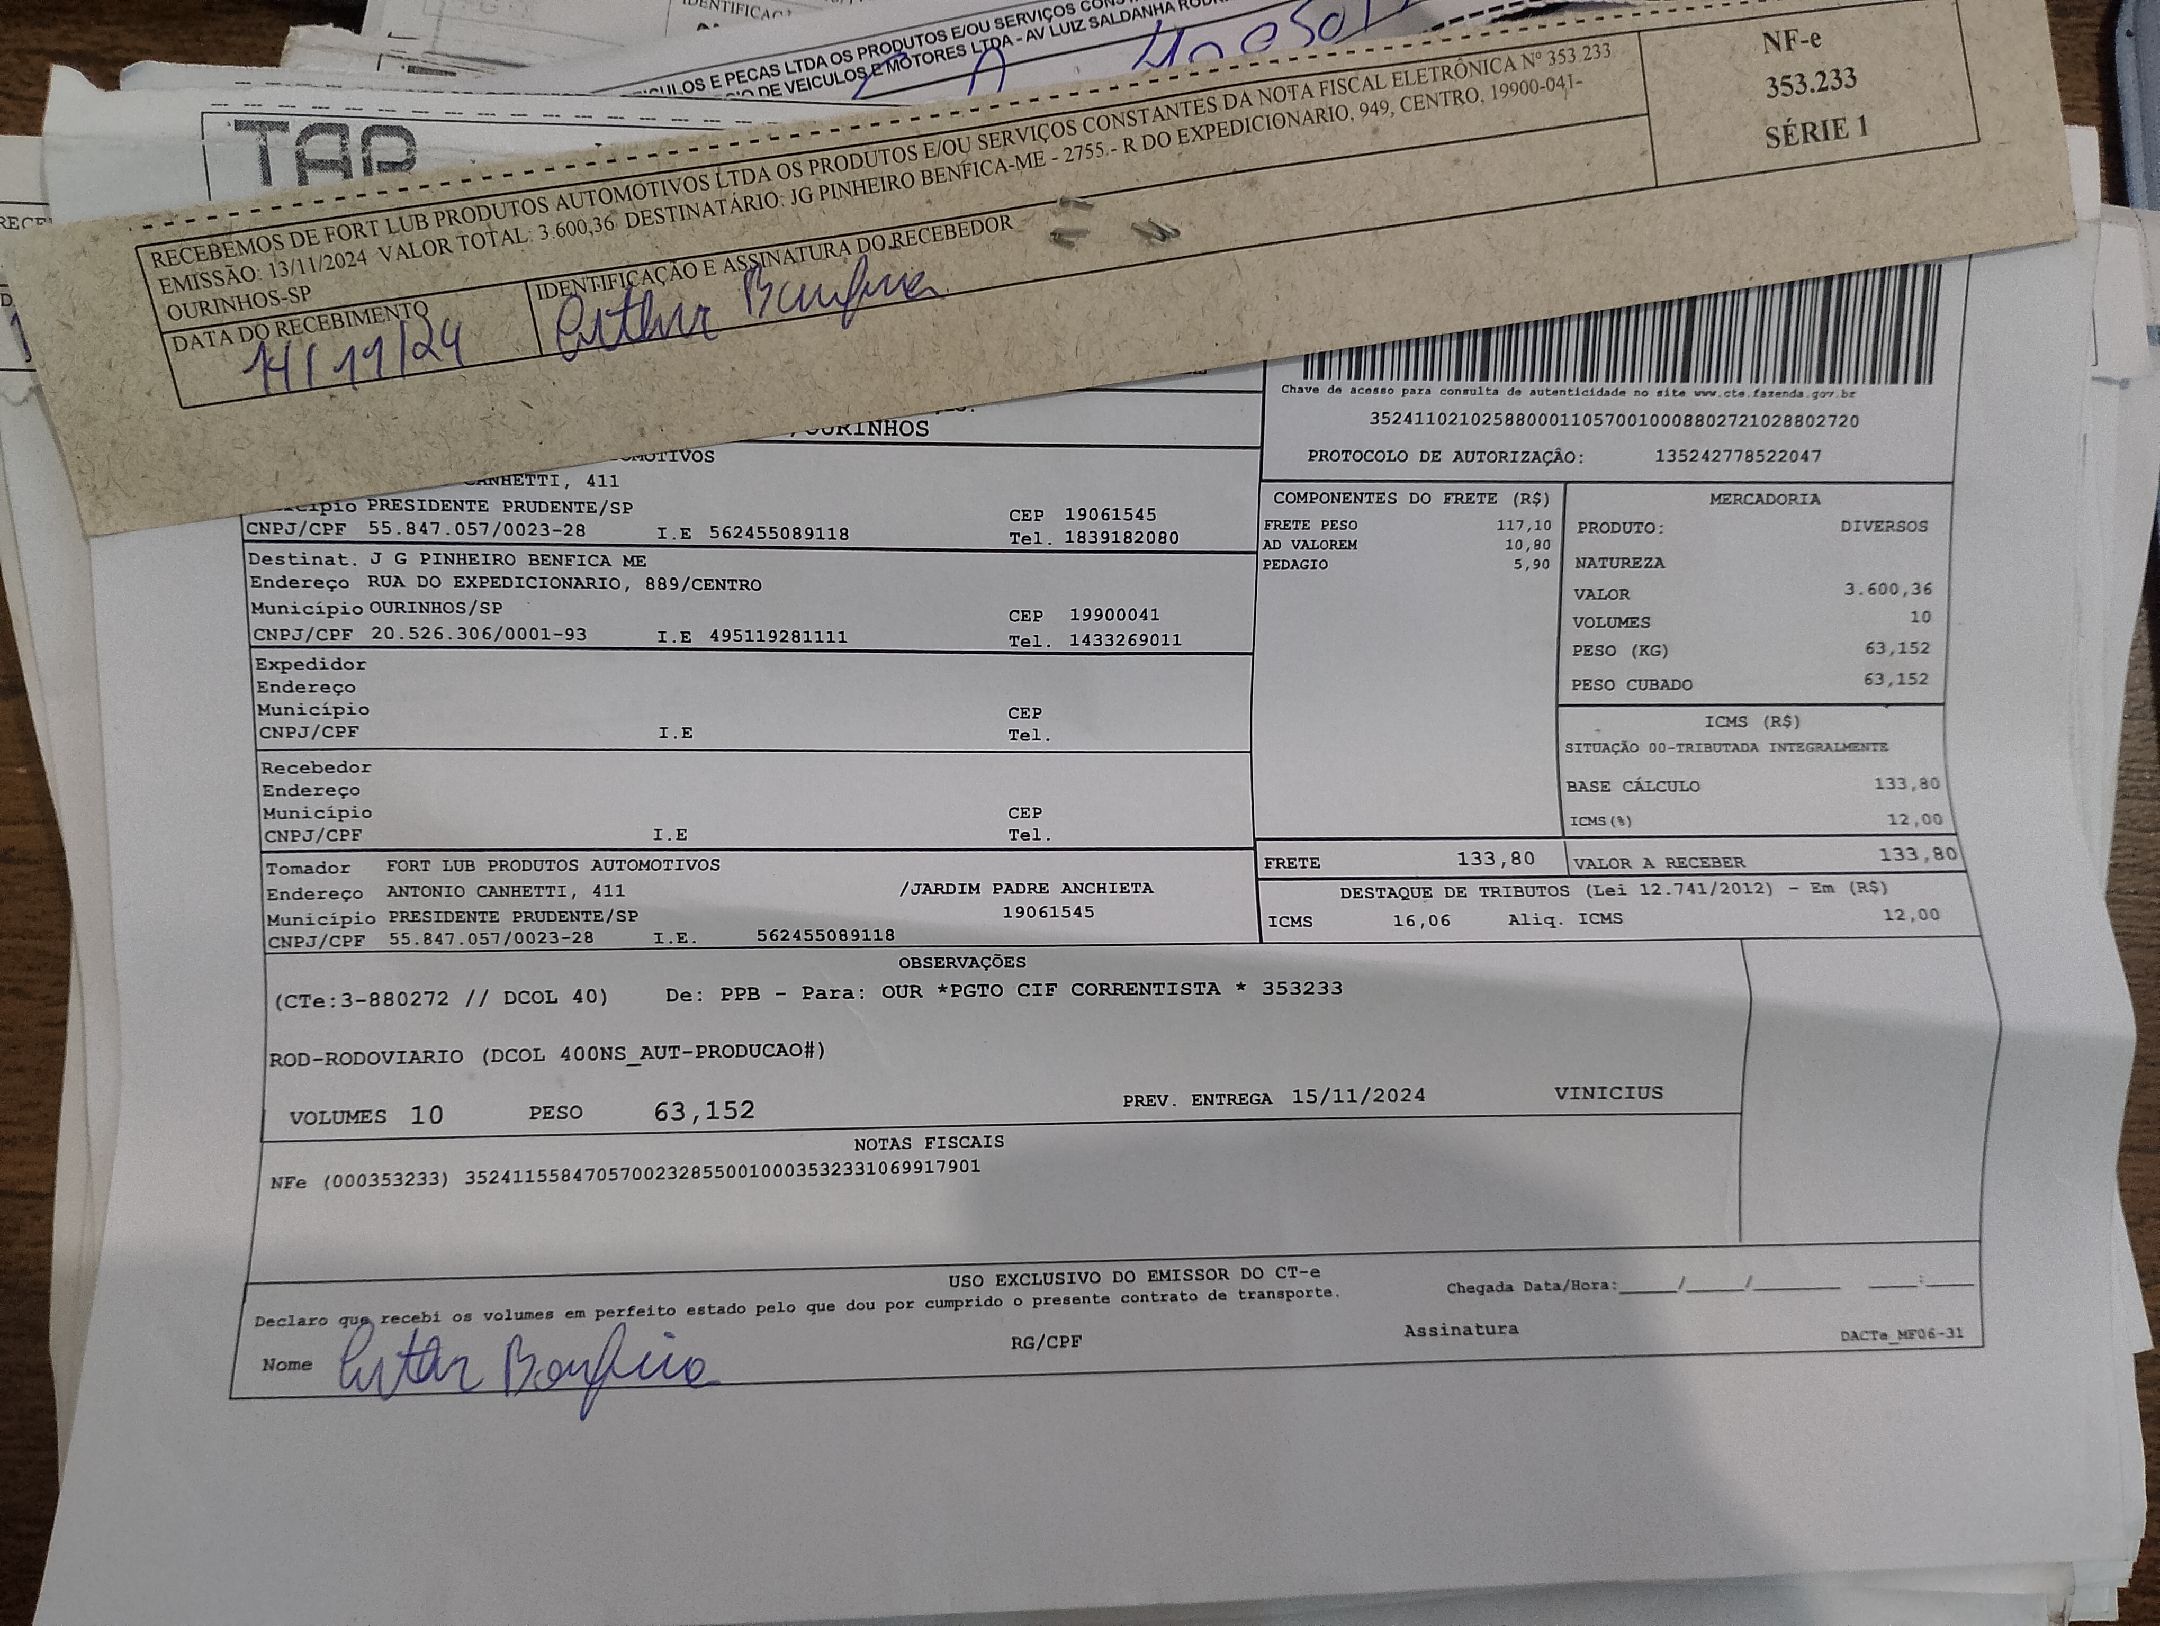 IDENTIFICAÇ
ICULOS E PECAS LTDA OS PRODUTOS E/OU SERVIÇOS CONST
IO DE VEICULOS E MOTORES LTDA - AV LUIZ SALDANHA RODR
TAP
RECEBEMOS DE FORT LUB PRODUTOS AUTOMOTIVOS LTDA OS PRODUTOS E/OU SERVIÇOS CONSTANTES DA NOTA FISCAL ELETRÔNICA Nº 353.233
EMISSÃO: 13/11/2024 VALOR TOTAL: 3.600,36 DESTINATÁRIO: JG PINHEIRO BENFICA-ME - 2755.- R DO EXPEDICIONARIO, 949, CENTRO, 19900-041-
OURINHOS-SP
NF-e
353.233
SÉRIE 1
DATA DO RECEBIMENTO
14/11/24
IDENTIFICAÇÃO E ASSINATURA DO RECEBEDOR
Arthur Benfica
Chave de acesso para consulta de autenticidade no site www.cte.fazenda.gov.br
35241102102588000110570010008802721028802720
PROTOCOLO DE AUTORIZAÇÃO: 135242778522047
OURINHOS
OMOTIVOS
CANHETTI, 411
Município PRESIDENTE PRUDENTE/SP CEP 19061545
CNPJ/CPF 55.847.057/0023-28 I.E 562455089118 Tel. 1839182080
Destinat. J G PINHEIRO BENFICA ME
Endereço RUA DO EXPEDICIONARIO, 889/CENTRO
Município OURINHOS/SP CEP 19900041
CNPJ/CPF 20.526.306/0001-93 I.E 495119281111 Tel. 1433269011
Expedidor
Endereço
Município CEP
CNPJ/CPF I.E Tel.
Recebedor
Endereço
Município CEP
CNPJ/CPF I.E Tel.
Tomador FORT LUB PRODUTOS AUTOMOTIVOS
Endereço ANTONIO CANHETTI, 411 /JARDIM PADRE ANCHIETA
Município PRESIDENTE PRUDENTE/SP 19061545
CNPJ/CPF 55.847.057/0023-28 I.E. 562455089118
COMPONENTES DO FRETE (R$)
FRETE PESO 117,10
AD VALOREM 10,80
PEDAGIO 5,90
MERCADORIA
PRODUTO: DIVERSOS
NATUREZA
VALOR 3.600,36
VOLUMES 10
PESO (KG) 63,152
PESO CUBADO 63,152
ICMS (R$)
SITUAÇÃO 00-TRIBUTADA INTEGRALMENTE
BASE CÁLCULO 133,80
ICMS(%) 12,00
FRETE 133,80 VALOR A RECEBER 133,80
DESTAQUE DE TRIBUTOS (Lei 12.741/2012) - Em (R$)
ICMS 16,06 Aliq. ICMS 12,00
OBSERVAÇÕES
(CTe:3-880272 // DCOL 40) De: PPB - Para: OUR *PGTO CIF CORRENTISTA * 353233
ROD-RODOVIARIO (DCOL 400NS_AUT-PRODUCAO#)
VOLUMES 10 PESO 63,152 PREV. ENTREGA 15/11/2024 VINICIUS
NOTAS FISCAIS
NFe (000353233) 35241155847057002328550010003532331069917901
USO EXCLUSIVO DO EMISSOR DO CT-e
Declaro que recebi os volumes em perfeito estado pelo que dou por cumprido o presente contrato de transporte. Chegada Data/Hora:____/____/______ ____:____
Nome Arthur Benfica RG/CPF Assinatura DACTe_MF06-31